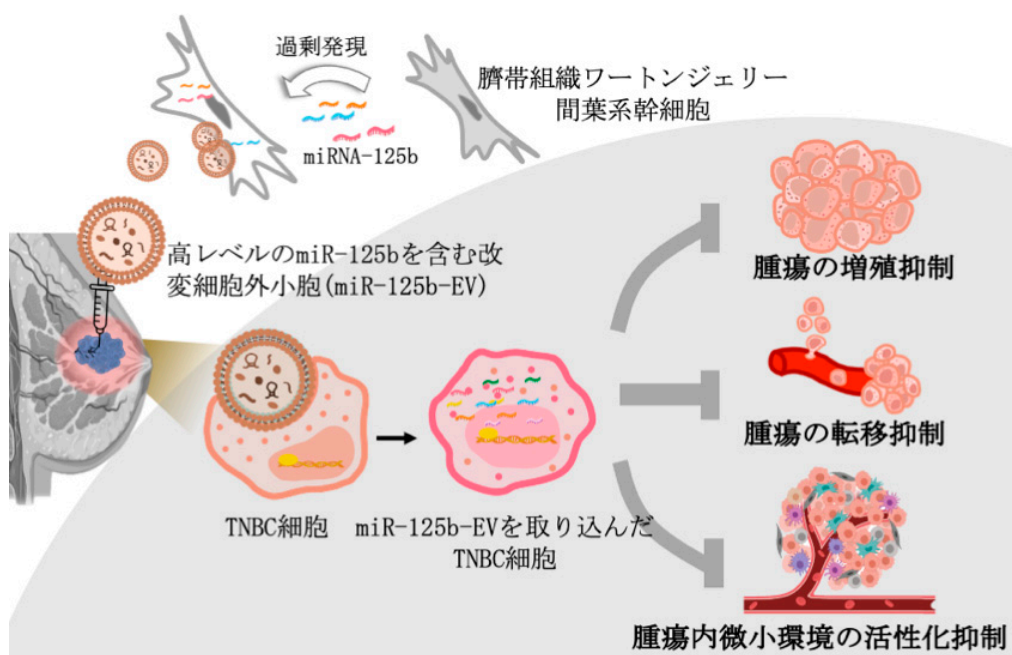 過剰発現
miRNA-125b
臍帯組織ワートンジェリー
間葉系幹細胞
高レベルのmiR-125bを含む改
変細胞外小胞(miR-125b-EV)
TNBC細胞
miR-125b-EVを取り込んだ
TNBC細胞
腫瘍の増殖抑制
腫瘍の転移抑制
腫瘍内微小環境の活性化抑制